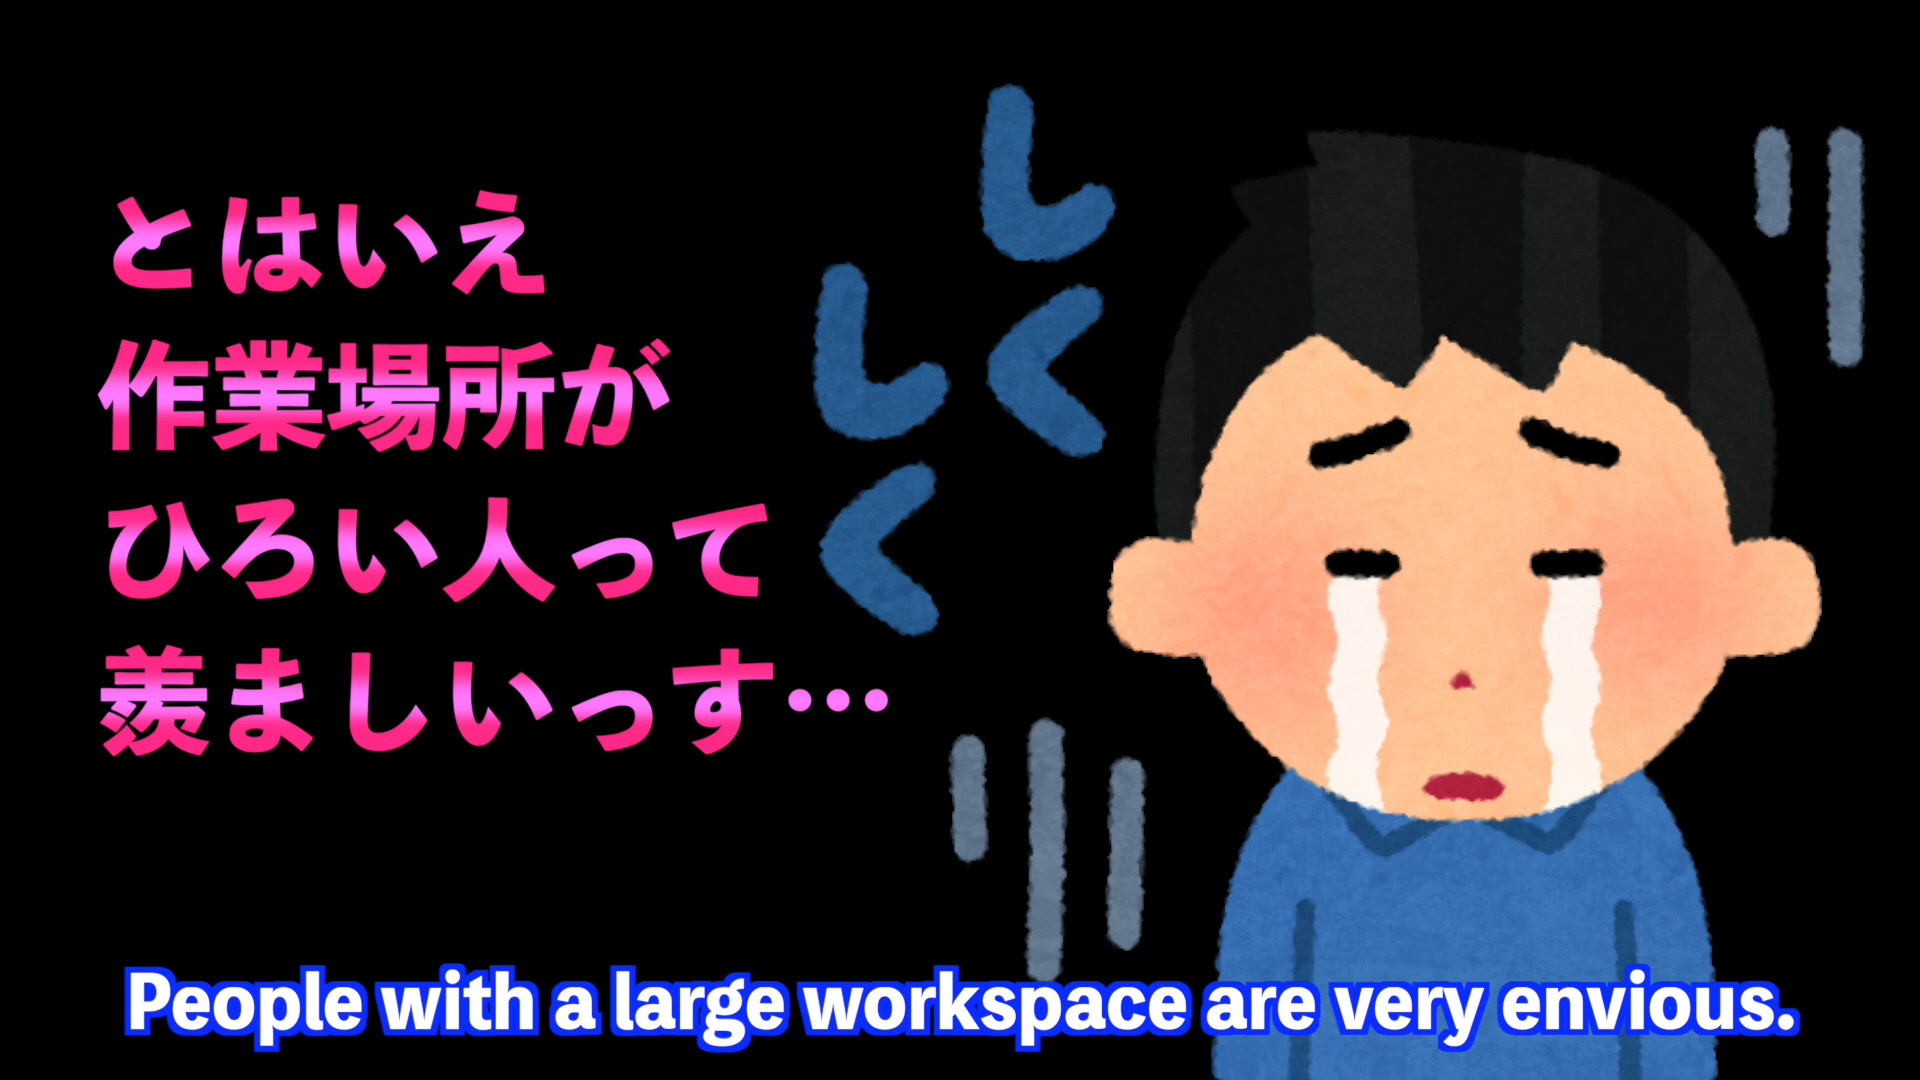 とはいえ
作業場所が
ひろい人って
羨ましいっす…
しくしく
People with a large workspace are very envious.